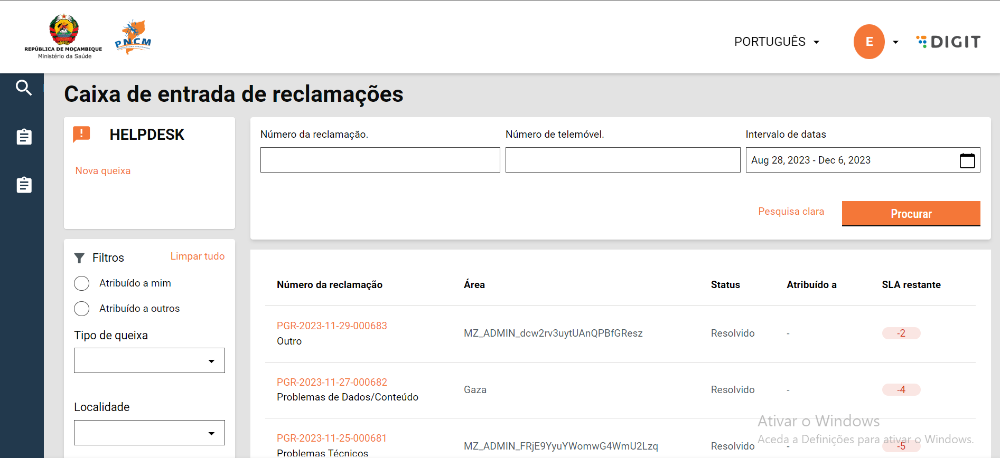 REPÚBLICA DE MOÇAMBIQUE
Ministério da Saúde
PNCM
PORTUGUÊS
E
DIGIT
Caixa de entrada de reclamações
HELPDESK
Nova queixa
Número da reclamação.
Número de telemóvel.
Intervalo de datas
Aug 28, 2023 - Dec 6, 2023
Pesquisa clara
Procurar
Filtros
Limpar tudo
Atribuído a mim
Atribuído a outros
Tipo de queixa
Localidade
Número da reclamação Área Status Atribuído a SLA restante
PGR-2023-11-29-000683
Outro
MZ_ADMIN_dcw2rv3uytUAnQPBfGResz Resolvido - -2
PGR-2023-11-27-000682
Problemas de Dados/Conteúdo
Gaza Resolvido - -4
PGR-2023-11-25-000681
Problemas Técnicos
MZ_ADMIN_FRjE9YyuYWomwG4WmU2Lzq Resolvido - -5
Ativar o Windows
Aceda a Definições para ativar o Windows.